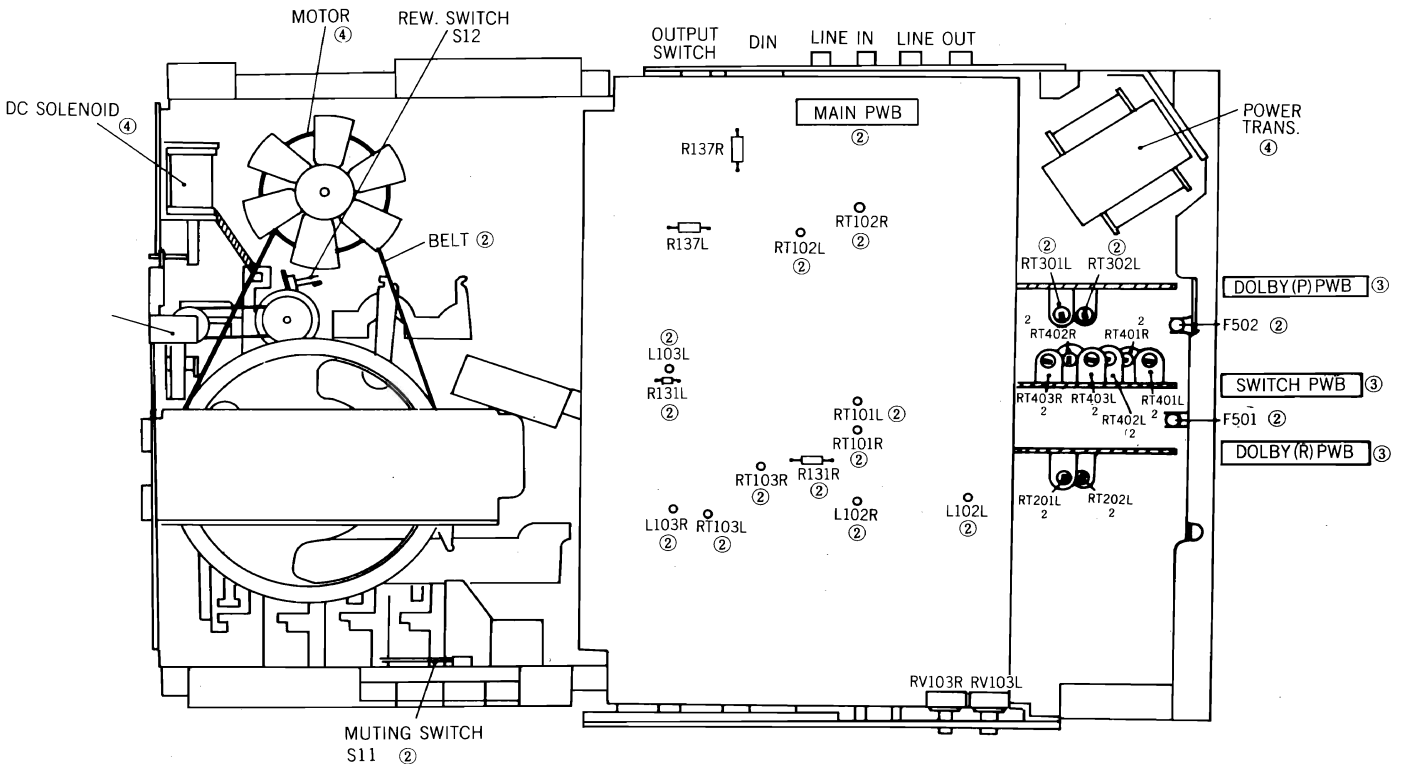 MOTOR
④
REW. SWITCH
S12
OUTPUT
SWITCH
DIN
LINE IN
LINE OUT
DC SOLENOID ④
MAIN PWB
②
POWER
TRANS.
④
R137R
R137L
RT102R
②
RT102L
②
BELT ②
②
RT301L
②
RT302L
DOLBY (P) PWB ③
2
RT402R
2
RT401R
F502 ②
②
L103L
R131L
②
SWITCH PWB ③
RT403R
2
RT403L
2
RT402L
2
RT401L
2
RT101L ②
RT101R
②
F501 ②
DOLBY (R) PWB ③
RT103R
②
R131R
②
RT201L
2
RT202L
2
L103R
②
RT103L
②
L102R
②
L102L
②
RV103R
RV103L
MUTING SWITCH
S11 ②